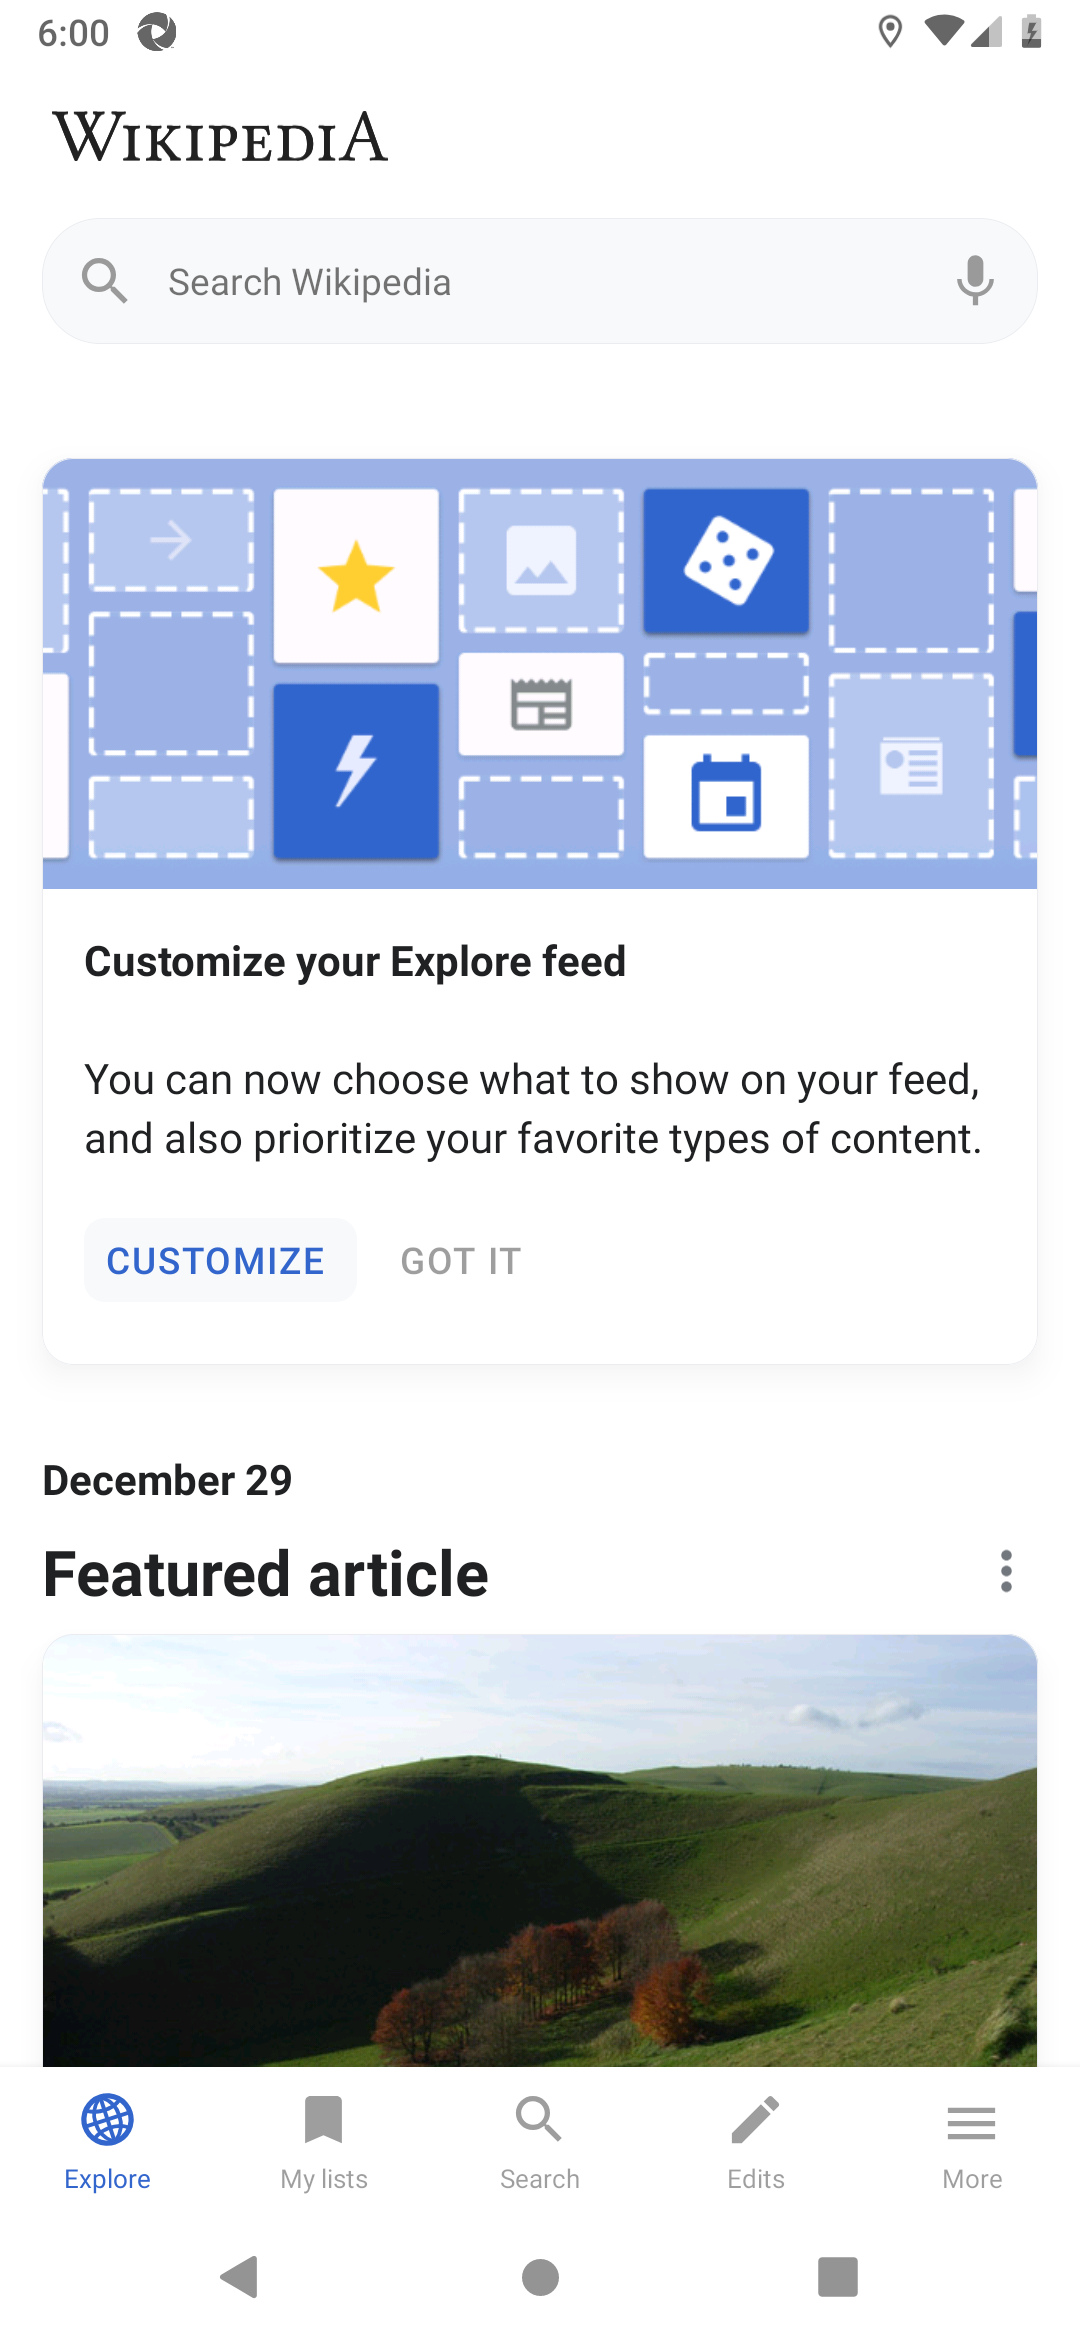 6:00
WIKIPEDIA
Search Wikipedia
Customize your Explore feed
You can now choose what to show on your feed,
and also prioritize your favorite types of content.
CUSTOMIZE GOT IT
December 29
Featured article
Explore My lists Search Edits More